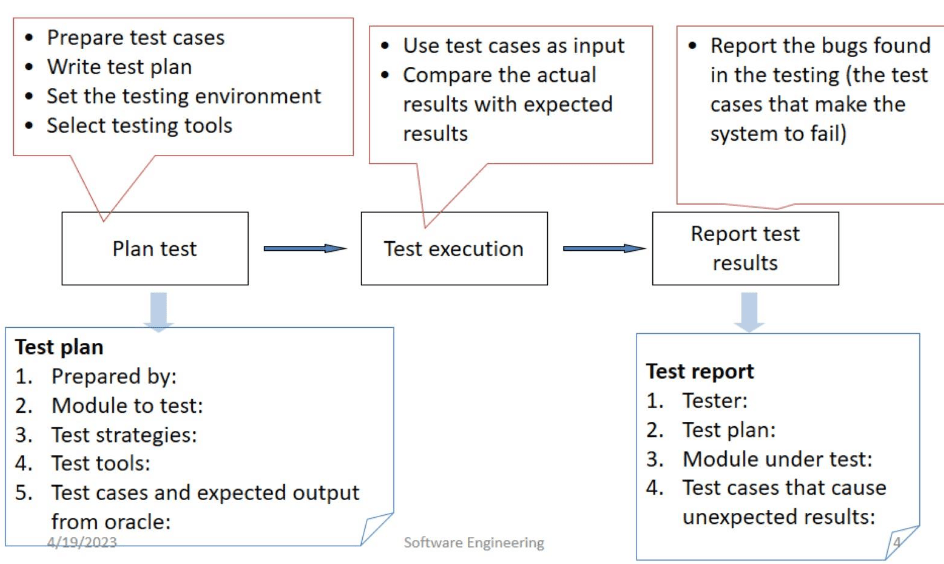 • Prepare test cases
• Write test plan
• Set the testing environment
• Select testing tools
• Use test cases as input
• Compare the actual
results with expected
results
• Report the bugs found
in the testing (the test
cases that make the
system to fail)
Plan test
Test execution
Report test
results
Test plan
1. Prepared by:
2. Module to test:
3. Test strategies:
4. Test tools:
5. Test cases and expected output
from oracle:
Test report
1. Tester:
2. Test plan:
3. Module under test:
4. Test cases that cause
unexpected results:
4/19/2023
Software Engineering
4